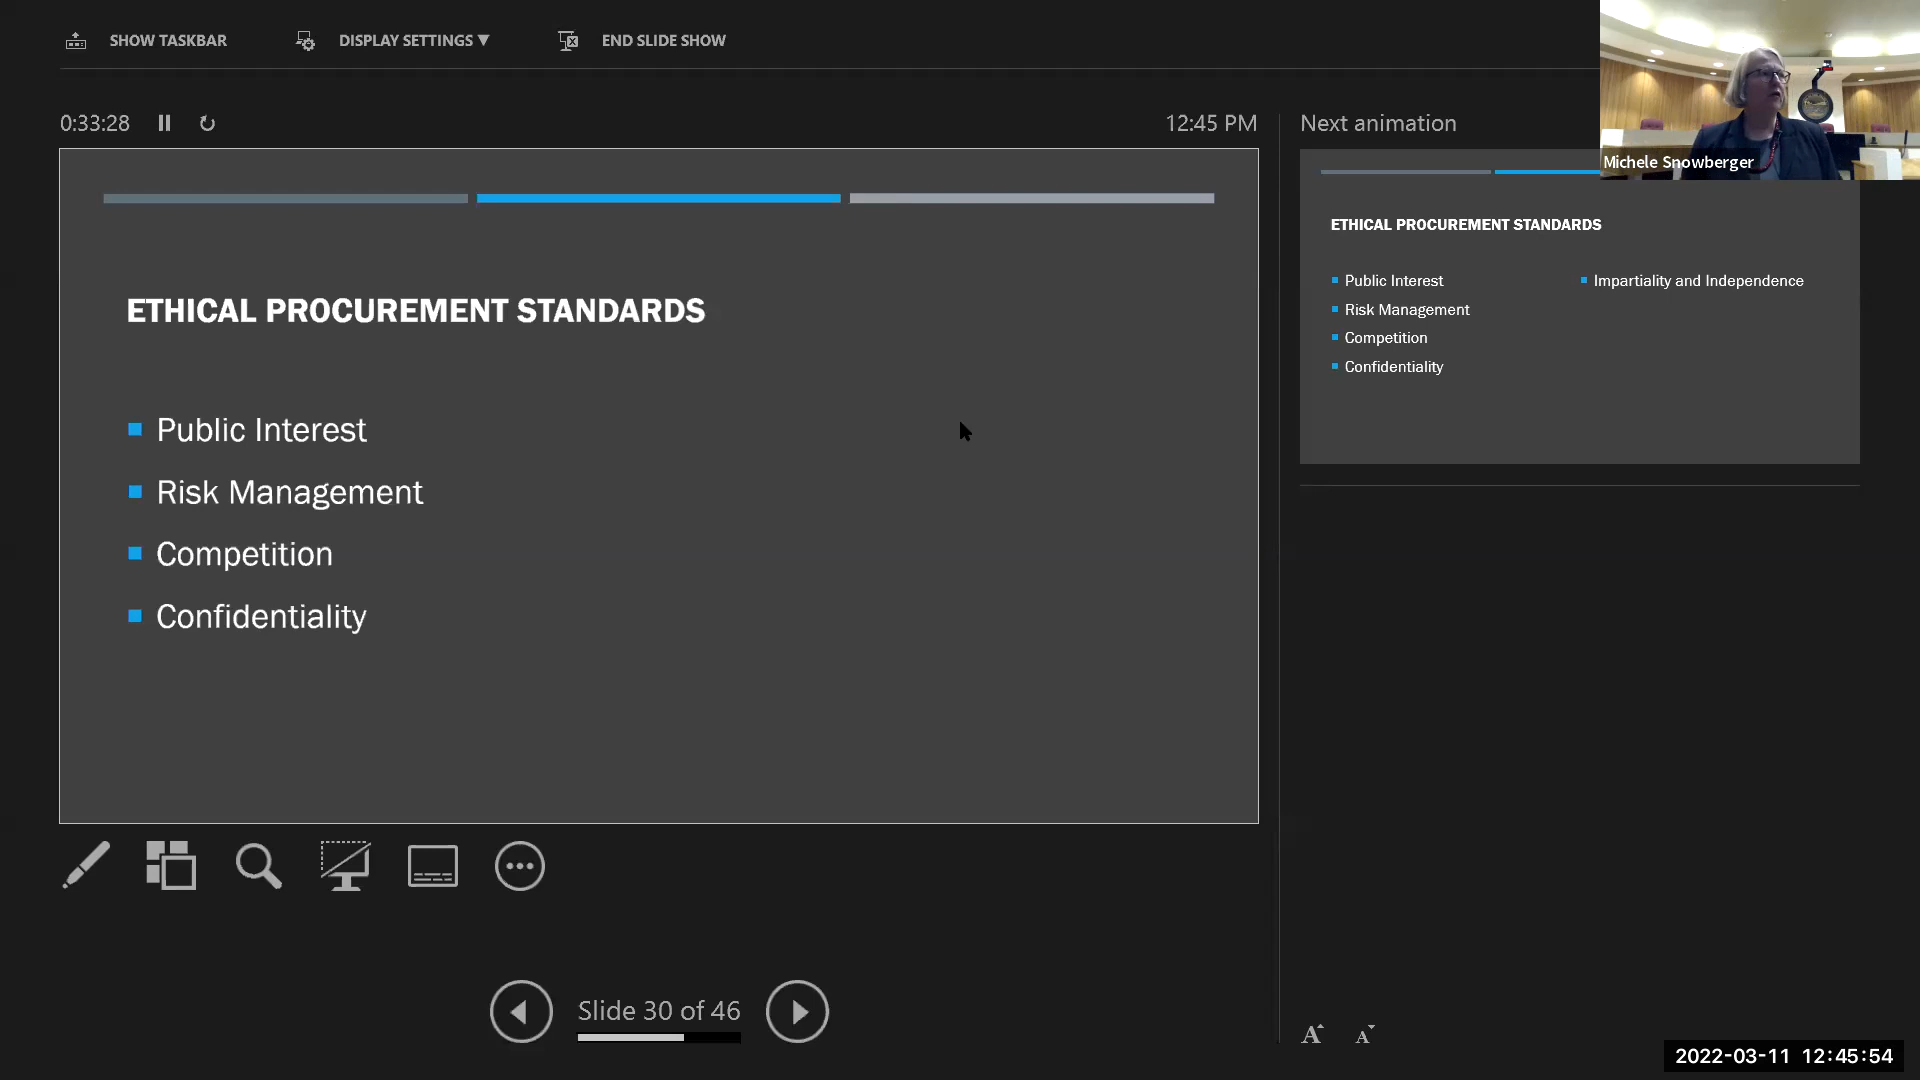 SHOW TASKBAR
DISPLAY SETTINGS ▼
END SLIDE SHOW
0:33:28
12:45 PM
Next animation
Michele Snowberger
ETHICAL PROCUREMENT STANDARDS
Public Interest
Risk Management
Competition
Confidentiality
ETHICAL PROCUREMENT STANDARDS
Public Interest
Impartiality and Independence
Risk Management
Competition
Confidentiality
Slide 30 of 46
A A
2022-03-11 12:45:54